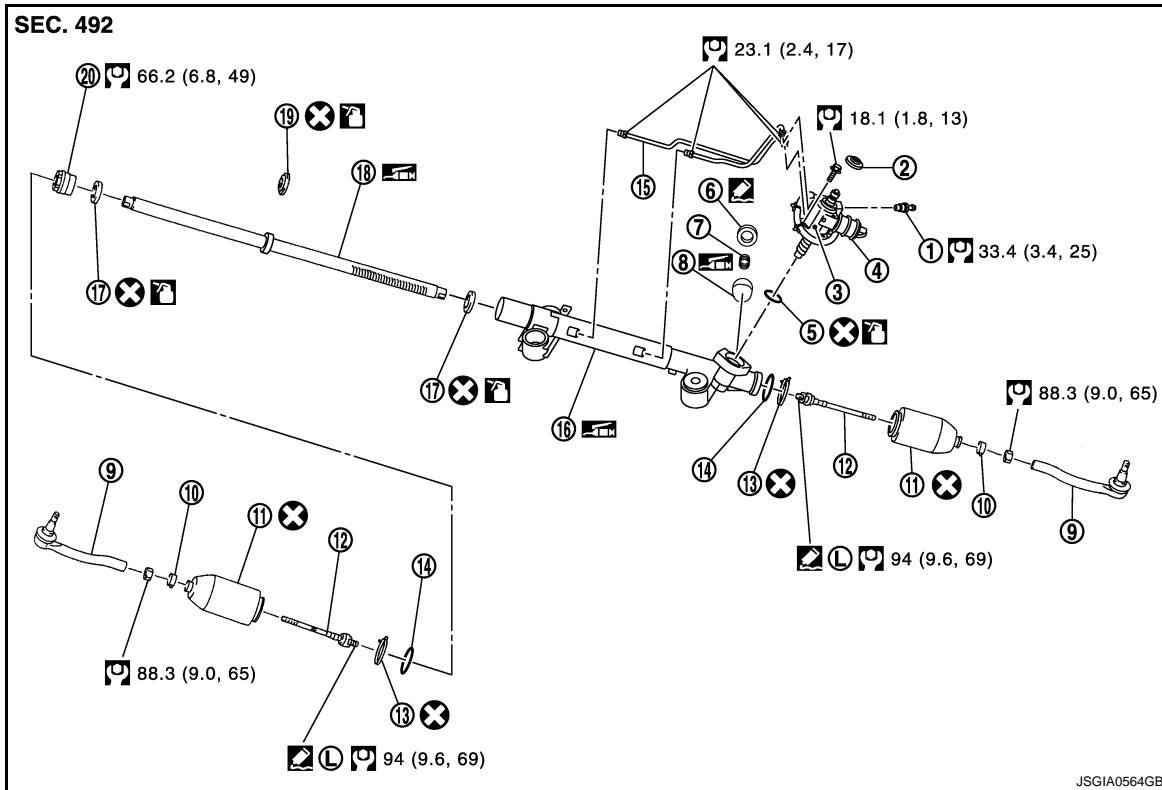 SEC. 492
23.1 (2.4, 17)
20 66.2 (6.8, 49)
19
18.1 (1.8, 13)
2
18
15
6
7
8
1 33.4 (3.4, 25)
4
3
17
5
17
16
88.3 (9.0, 65)
14
13
12
11
10
9
9
10
11
12
14
L 94 (9.6, 69)
88.3 (9.0, 65)
13
L 94 (9.6, 69)
JSGIA0564GB